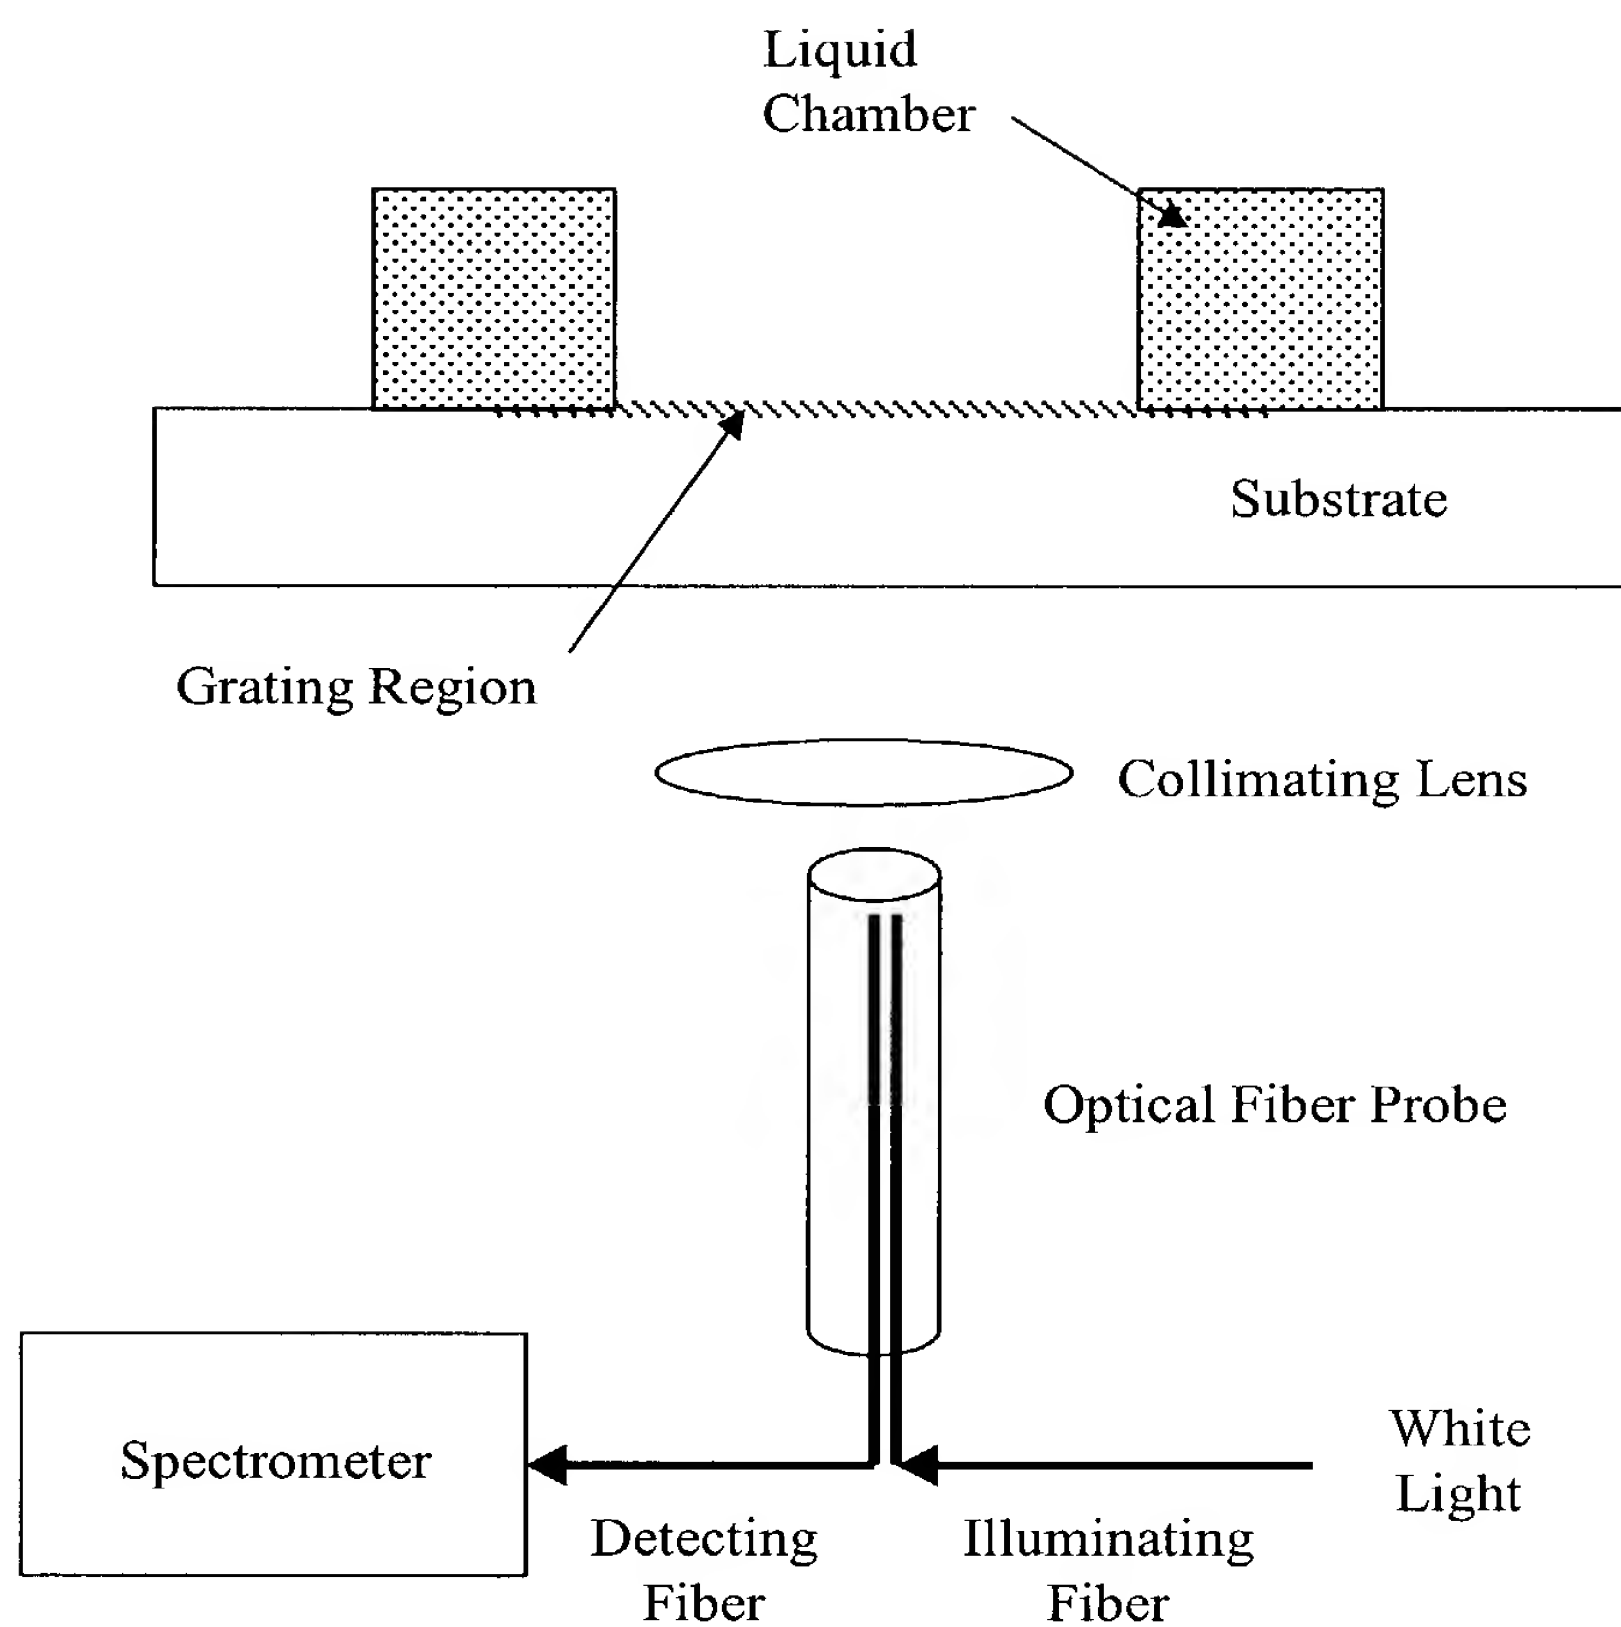 Liquid
Chamber
Substrate
Grating Region
Collimating Lens
Optical Fiber Probe
White
Light
Spectrometer
Detecting
Fiber
Illuminating
Fiber